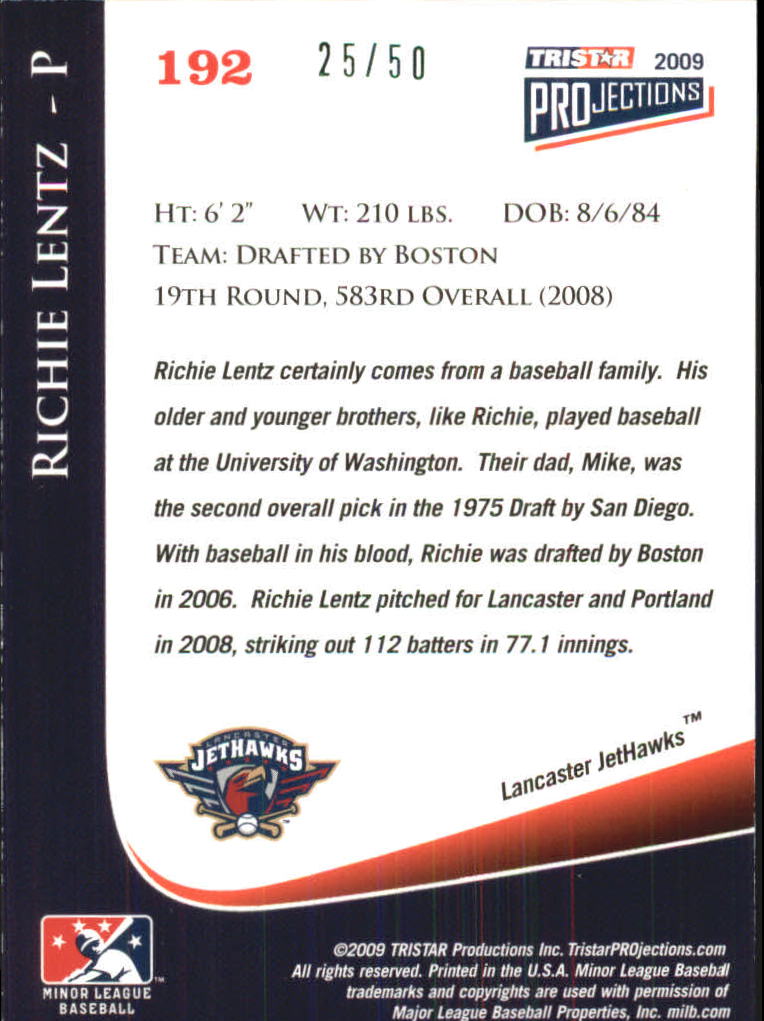 RICHIE LENTZ - P
192
25/50
TRISTAR 2009
PROJECTIONS
HT: 6' 2" WT: 210 LBS. DOB: 8/6/84
TEAM: DRAFTED BY BOSTON
19TH ROUND, 583RD OVERALL (2008)
Richie Lentz certainly comes from a baseball family. His
older and younger brothers, like Richie, played baseball
at the University of Washington. Their dad, Mike, was
the second overall pick in the 1975 Draft by San Diego.
With baseball in his blood, Richie was drafted by Boston
in 2006. Richie Lentz pitched for Lancaster and Portland
in 2008, striking out 112 batters in 77.1 innings.
LANCASTER
JETHAWKS
Lancaster JetHawks™
MINOR LEAGUE™
BASEBALL
©2009 TRISTAR Productions Inc. TristarPROjections.com
All rights reserved. Printed in the U.S.A. Minor League Baseball
trademarks and copyrights are used with permission of
Major League Baseball Properties, Inc. milb.com